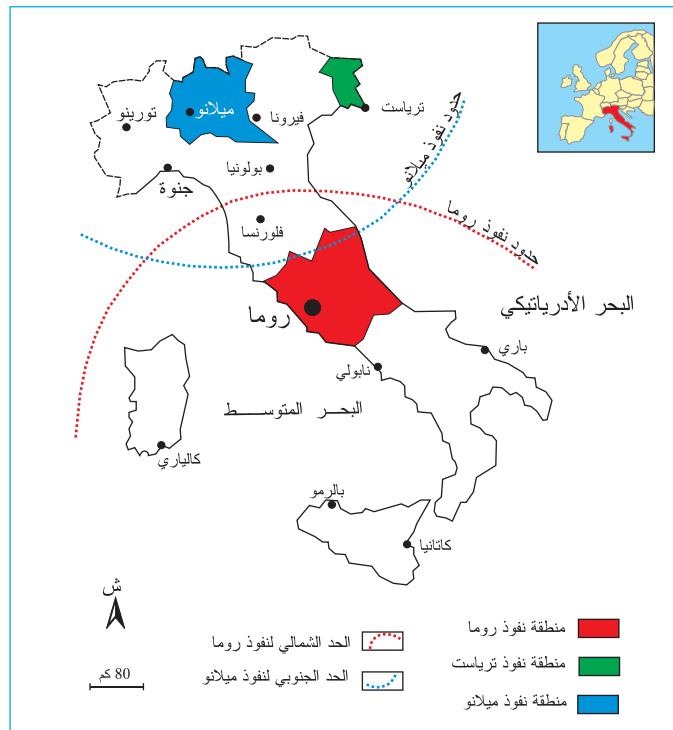 ميلانو
تورينو
فيرونا
ترياست
بولونيا
جنوة
فلورنسا
حدود نفوذ ميلانو
حدود نفوذ روما
روما
البحر الأدرياتيكي
باري
نابولي
البحـــر المتوســـــط
كالياري
بالرمو
كاتانيا
ش
80 كم
الحد الشمالي لنفوذ روما
الحد الجنوبي لنفوذ ميلانو
منطقة نفوذ روما
منطقة نفوذ ترياست
منطقة نفوذ ميلانو